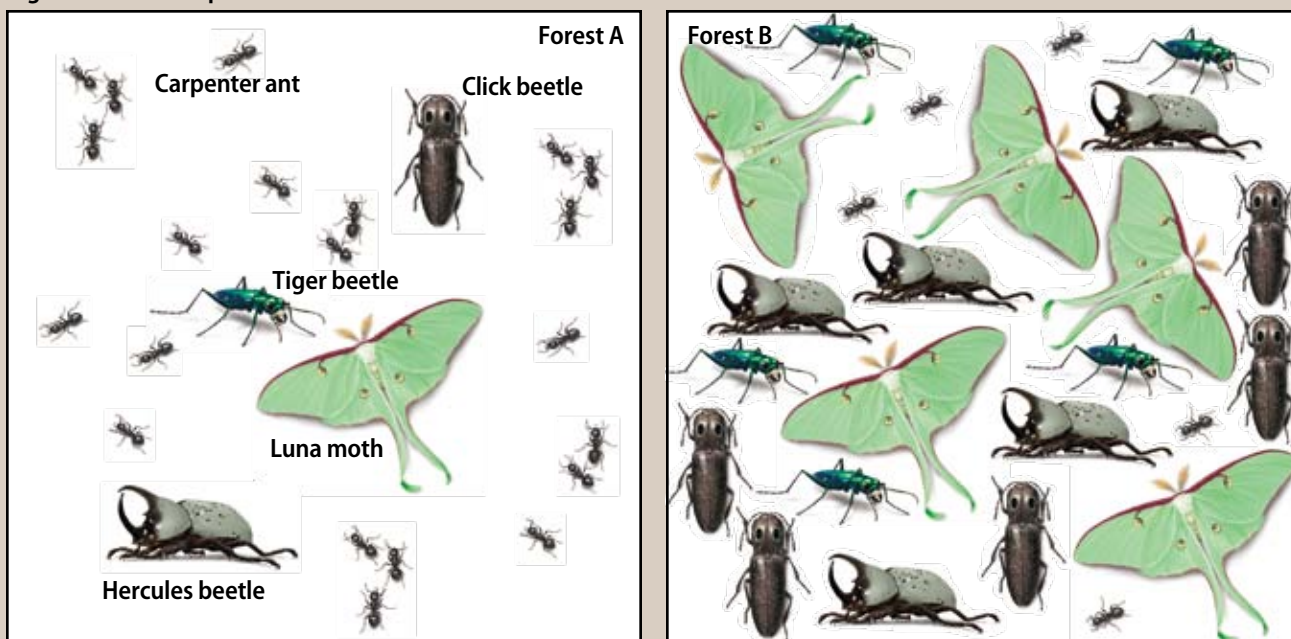 Forest A
Carpenter ant
Click beetle
Tiger beetle
Luna moth
Hercules beetle
Forest B